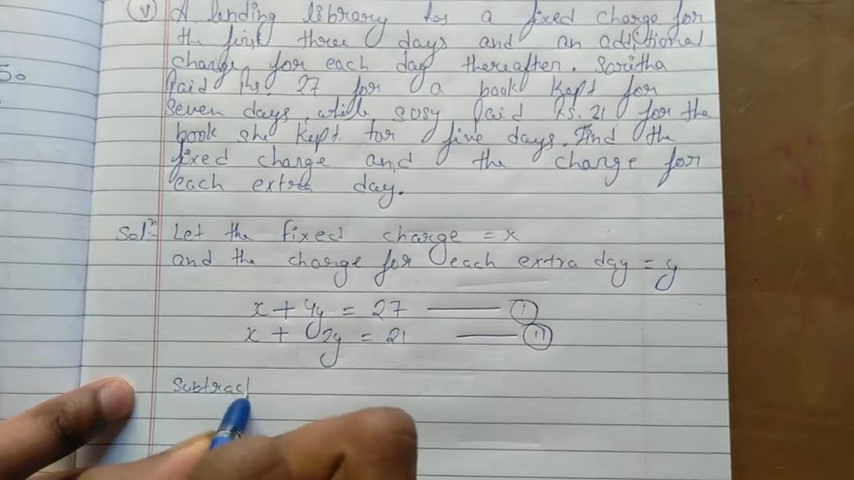 (v) A lending library has a fixed charge for
the first three days and an additional
charge for each day thereafter. Saritha
paid Rs. 27 for a book kept for
seven days, while Susy paid Rs. 21 for the
book she kept for five days. Find the
fixed charge and the charge for
each extra day.
Solⁿ Let the fixed charge = x
and the charge for each extra day = y
x + 4y = 27 —— (i)
x + 2y = 21 —— (ii)
Subtract
50